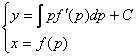 { y = ∫ pf′(p)dp + C
x = f(p)